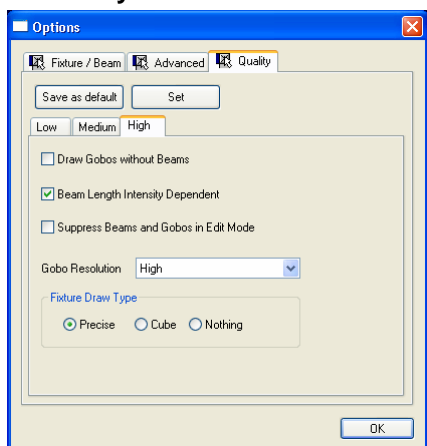 Options
Fixture / Beam Advanced Quality
Save as default Set
Low Medium High
Draw Gobos without Beams
Beam Length Intensity Dependent
Suppress Beams and Gobos in Edit Mode
Gobo Resolution High
Fixture Draw Type
Precise Cube Nothing
OK